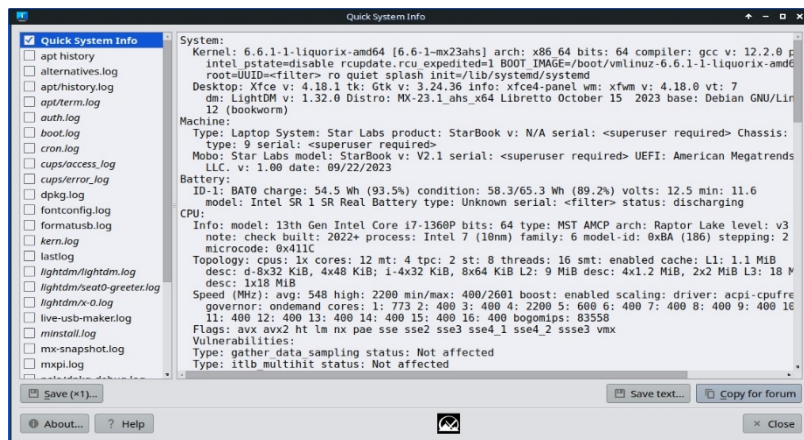 Quick System Info
Quick System Info
apt history
alternatives.log
apt/history.log
apt/term.log
auth.log
boot.log
cron.log
cups/access_log
cups/error_log
dpkg.log
fontconfig.log
formatusb.log
kern.log
lastlog
lightdm/lightdm.log
lightdm/seat0-greeter.log
lightdm/x-0.log
live-usb-maker.log
minstall.log
mx-snapshot.log
mxpi.log
System:
Kernel: 6.6.1-1-liquorix-amd64 [6.6-1~mx23ahs] arch: x86_64 bits: 64 compiler: gcc v: 12.2.0
intel_pstate=disable rcupdate.rcu_expedited=1 BOOT_IMAGE=/boot/vmlinuz-6.6.1-1-liquorix-amd6
root=UUID=<filter> ro quiet splash init=/lib/systemd/systemd
Desktop: Xfce v: 4.18.1 tk: Gtk v: 3.24.36 info: xfce4-panel wm: xfwm v: 4.18.0 vt: 7
dm: LightDM v: 1.32.0 Distro: MX-23.1_ahs_x64 Libretto October 15 2023 base: Debian GNU/Lin
12 (bookworm)
Machine:
Type: Laptop System: Star Labs product: StarBook v: N/A serial: <superuser required> Chassis:
type: 9 serial: <superuser required>
Mobo: Star Labs model: StarBook v: V2.1 serial: <superuser required> UEFI: American Megatrends
LLC. v: 1.00 date: 09/22/2023
Battery:
ID-1: BAT0 charge: 54.5 Wh (93.5%) condition: 58.3/65.3 Wh (89.2%) volts: 12.5 min: 11.6
model: Intel SR 1 SR Real Battery type: Unknown serial: <filter> status: discharging
CPU:
Info: model: 13th Gen Intel Core i7-1360P bits: 64 type: MST AMCP arch: Raptor Lake level: v3
note: check built: 2022+ process: Intel 7 (10nm) family: 6 model-id: 0xBA (186) stepping: 2
microcode: 0x411C
Topology: cpus: 1x cores: 12 mt: 4 tpc: 2 st: 8 threads: 16 smt: enabled cache: L1: 1.1 MiB
desc: d-8x32 KiB, 4x48 KiB; i-4x32 KiB, 8x64 KiB L2: 9 MiB desc: 4x1.2 MiB, 2x2 MiB L3: 18 M
desc: 1x18 MiB
Speed (MHz): avg: 548 high: 2200 min/max: 400/2601 boost: enabled scaling: driver: acpi-cpufre
governor: ondemand cores: 1: 773 2: 400 3: 400 4: 2200 5: 600 6: 400 7: 400 8: 400 9: 400 10
11: 400 12: 400 13: 400 14: 400 15: 400 16: 400 bogomips: 83558
Flags: avx avx2 ht lm nx pae sse sse2 sse3 sse4_1 sse4_2 ssse3 vmx
Vulnerabilities:
Type: gather_data_sampling status: Not affected
Type: itlb_multihit status: Not affected
Save (×1)...
Save text...
Copy for forum
About...
Help
Close